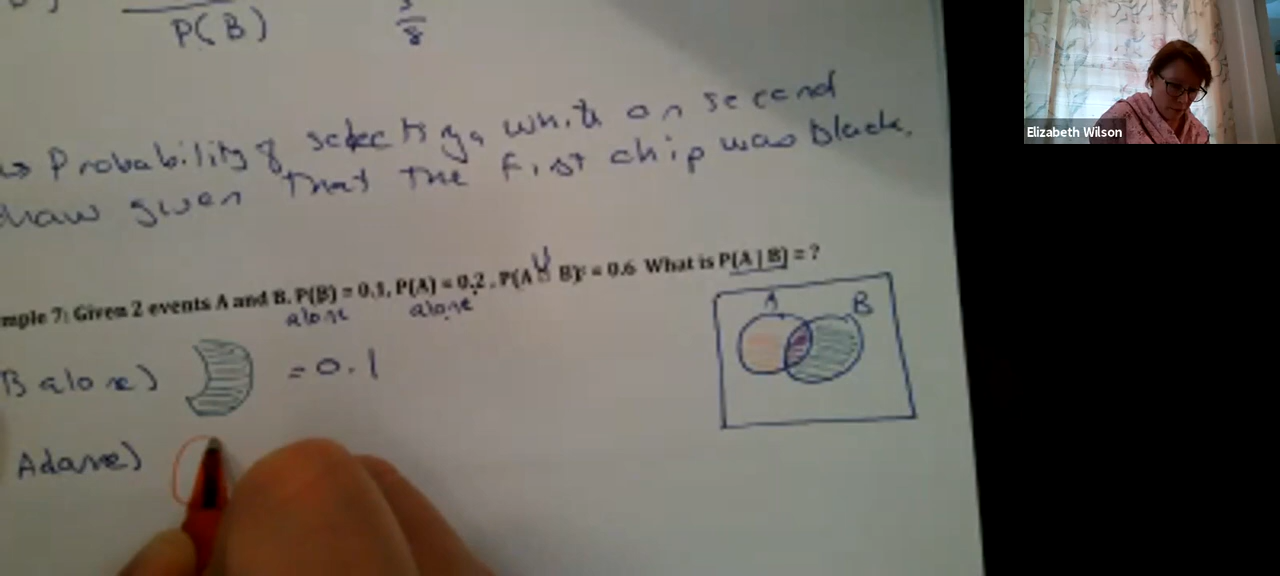 P(B)
8
Probability of selecting a white on second
draw given that the first chip was black.
mple 7: Given 2 events A and B. P(B) = 0.1, P(A) = 0.2, P(A U B) = 0.6 What is P(A | B) = ?
alone alone
A B
B alone) = 0.1
A alone)
Elizabeth Wilson